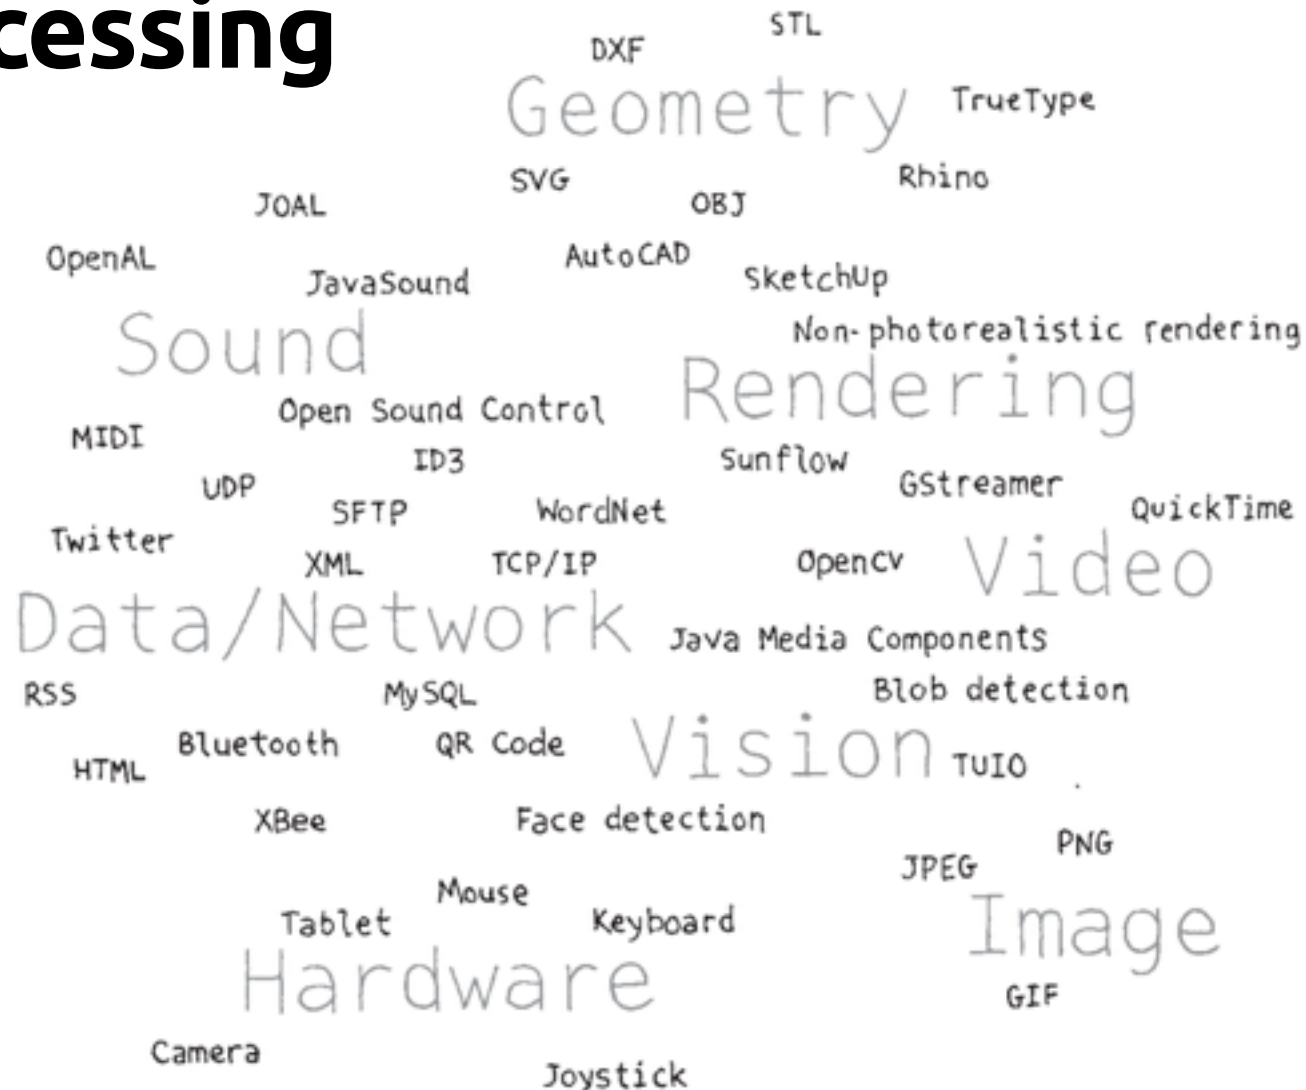 cessing
STL
DXF
Geometry
TrueType
SVG
Rhino
OBJ
JOAL
AutoCAD
OpenAL
SketchUp
JavaSound
Non-photorealistic rendering
Sound
Rendering
Open Sound Control
MIDI
ID3
Sunflow
UDP
GStreamer
SFTP
WordNet
QuickTime
Twitter
XML
TCP/IP
OpenCV
Video
Data/Network
Java Media Components
RSS
MySQL
Blob detection
Bluetooth
QR Code
Vision
TUIO
HTML
XBee
Face detection
PNG
JPEG
Mouse
Tablet
Keyboard
Image
Hardware
GIF
Camera
Joystick